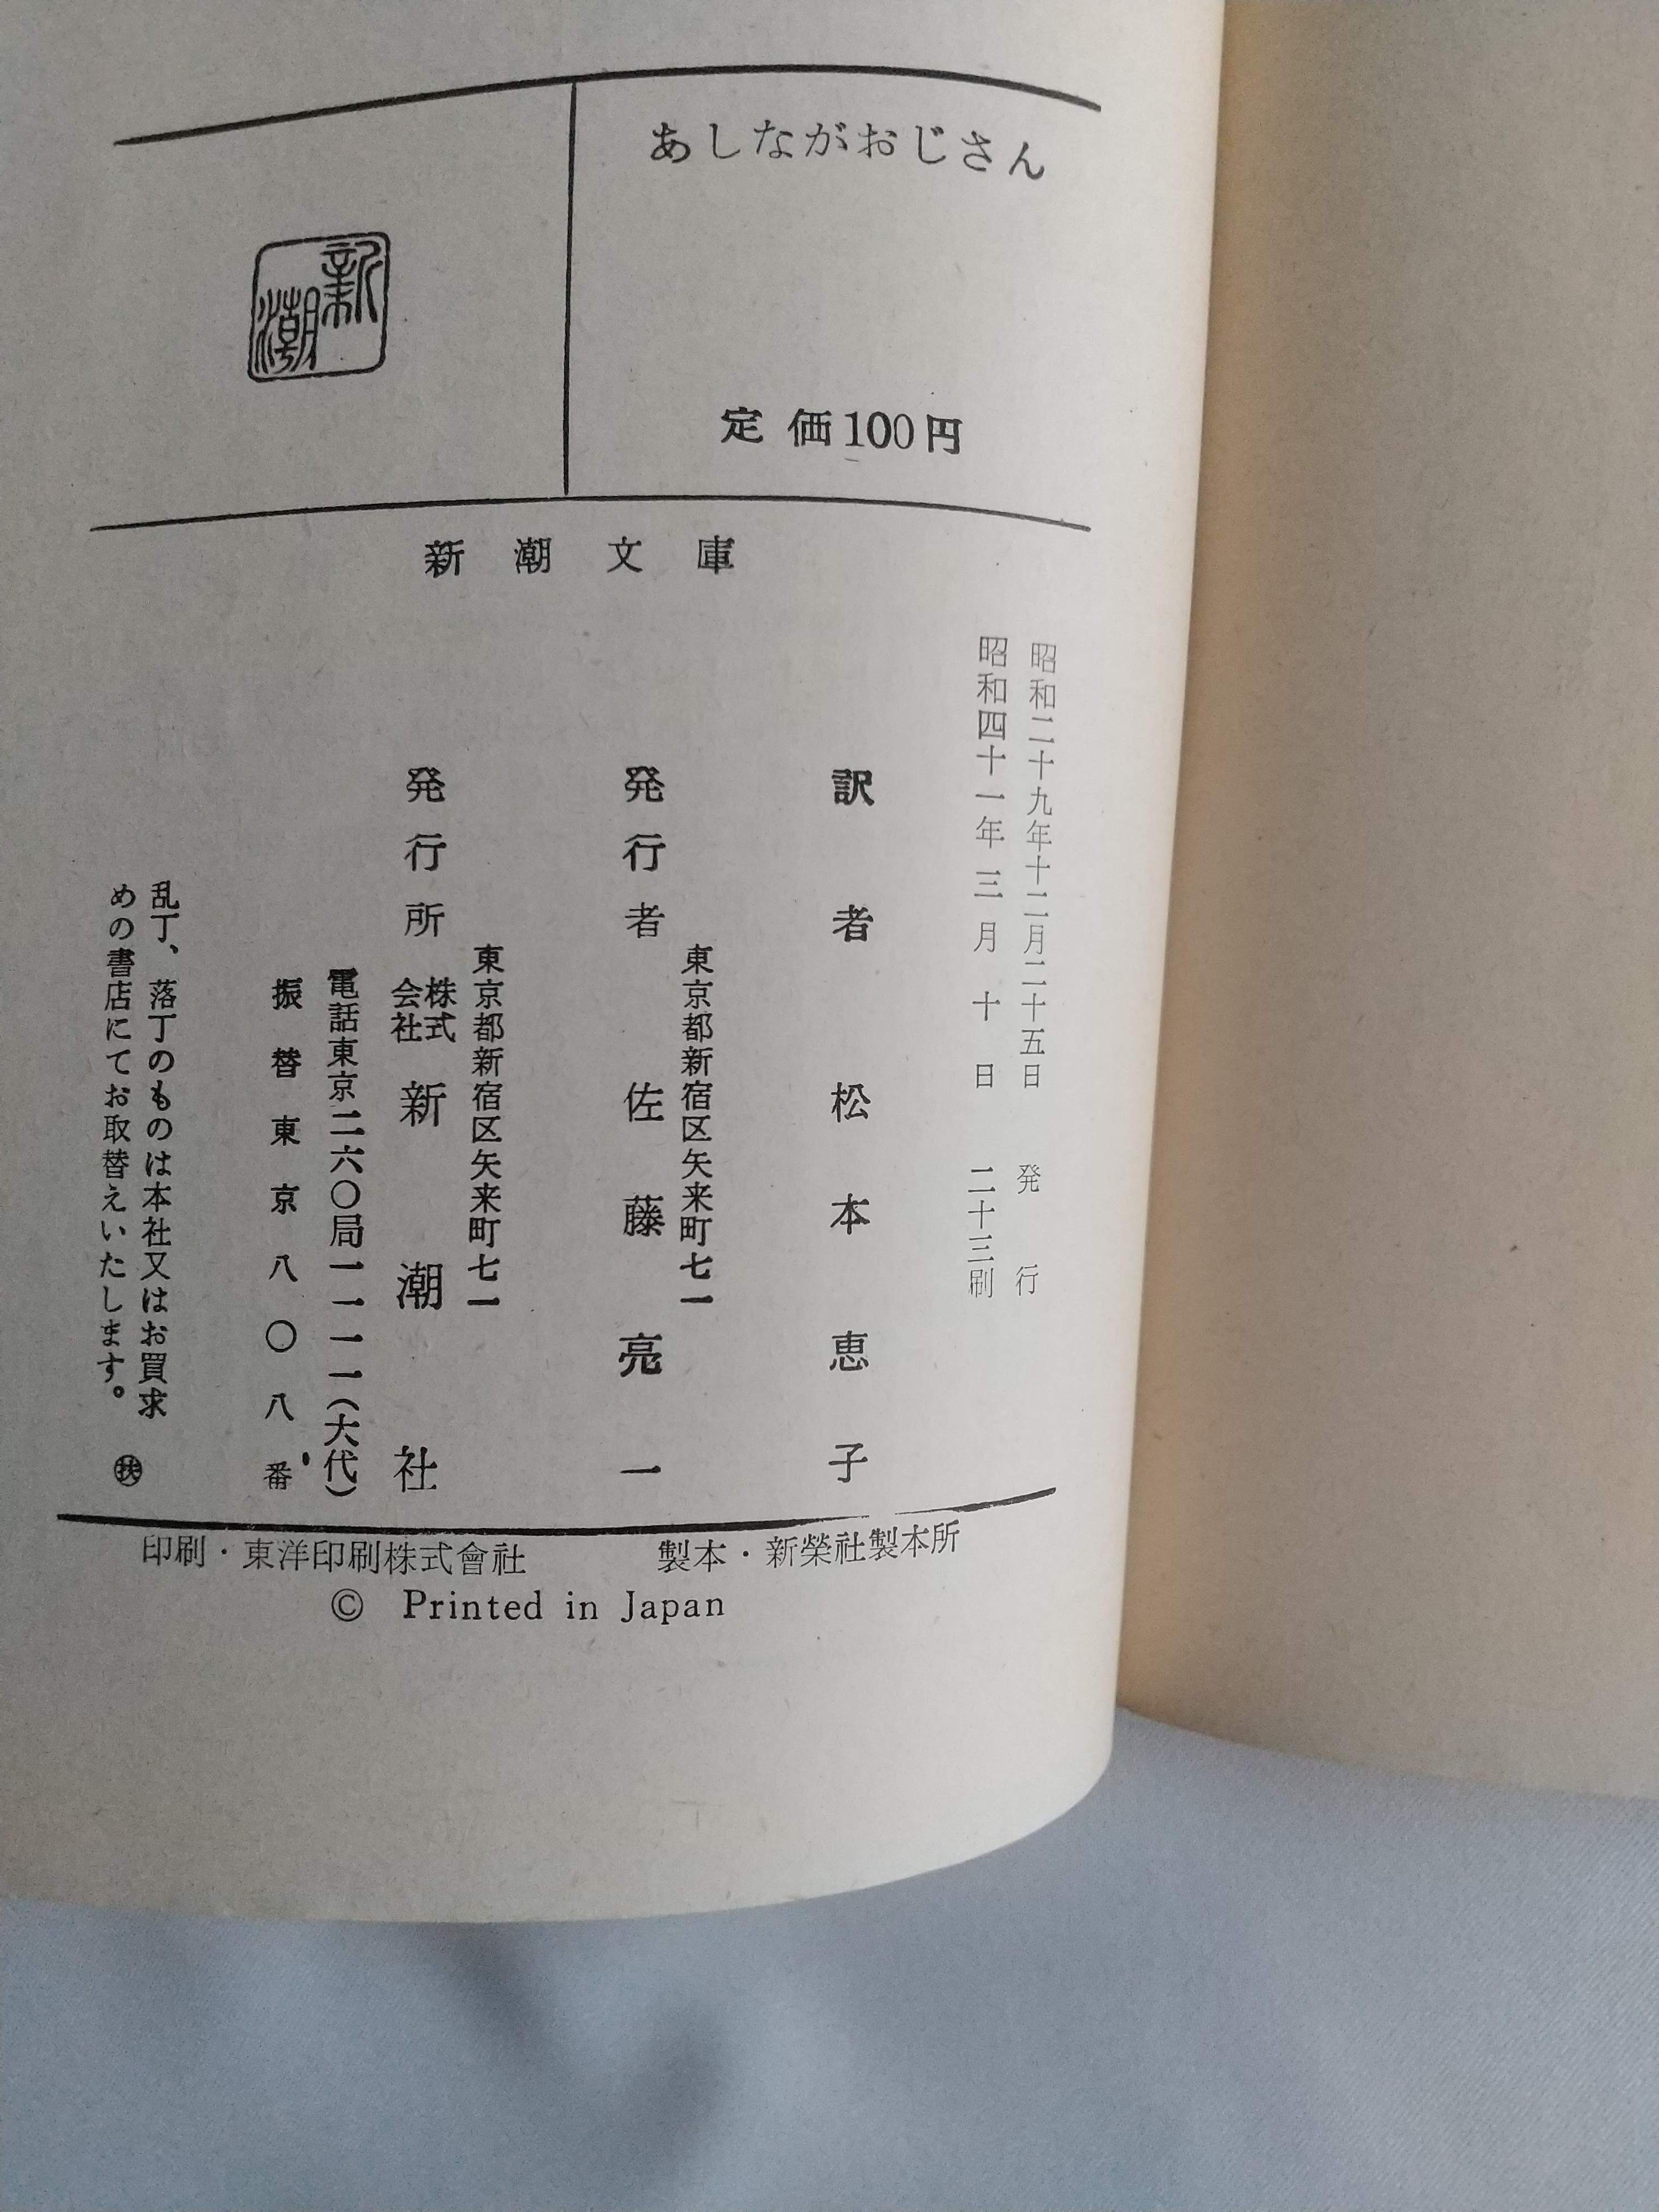 あしながおじさん
定価100円
新潮
新潮文庫
昭和二十九年十二月二十五日 発行
昭和四十一年三月十日 二十三刷
訳者 松本恵子
東京都新宿区矢来町七一
発行者 佐藤亮一
東京都新宿区矢来町七一
発行所 株式会社 新潮社
電話東京二六〇局一一一一(大代)
振替東京八〇八番
乱丁、落丁のものは本社又はお買求
めの書店にてお取替えいたします。
印刷・東洋印刷株式會社 製本・新榮社製本所
© Printed in Japan